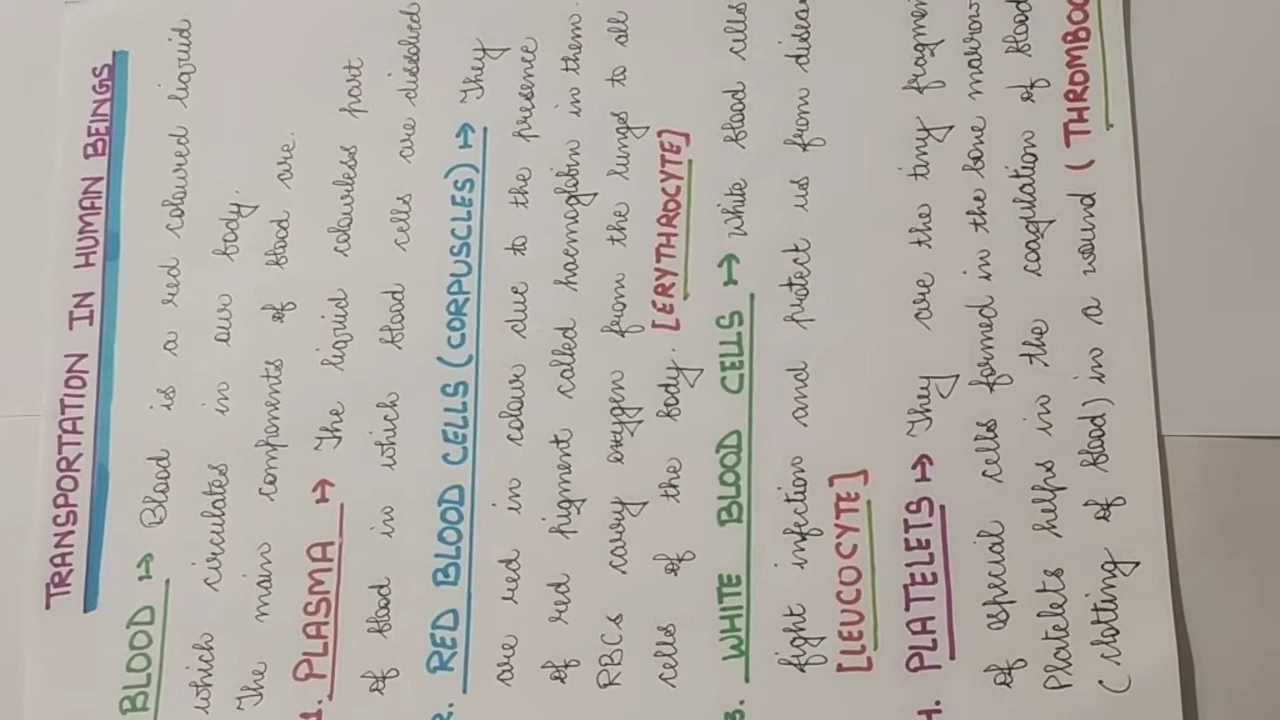 TRANSPORTATION IN HUMAN BEINGS
BLOOD ↦ Blood is a red coloured liquid
which circulates in our body.
The main components of blood are.
1. PLASMA ↦ The liquid colourless part
of blood in which blood cells are dissolved
2. RED BLOOD CELLS (CORPUSCLES) ↦ They
are red in colour due to the presence
of red pigment called haemoglobin in them.
RBCs carry oxygen from the lungs to all
cells of the body. [ERYTHROCYTE]
3. WHITE BLOOD CELLS ↦ White blood cells
fight infection and protect us from
[LEUCOCYTE]
4. PLATELETS ↦ They are the tiny
of especial cells formed in the bone marrow
Platelets helps in the coagulation of blood
(clotting of blood) in a wound (